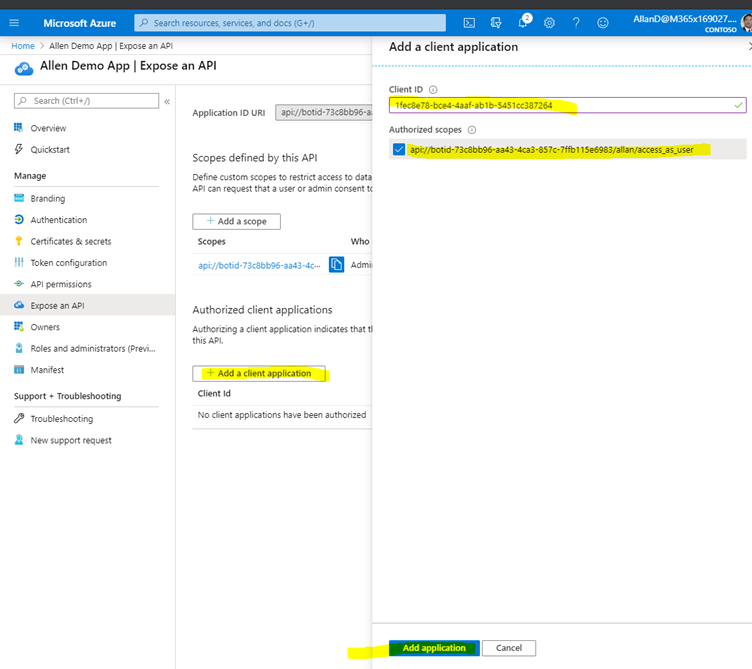 Microsoft Azure
Search resources, services, and docs (G+/)
2
AllanD@M365x169027....
CONTOSO
Home > Allen Demo App | Expose an API
Allen Demo App | Expose an API
Search (Ctrl+/)
«
Overview
Quickstart
Manage
Branding
Authentication
Certificates & secrets
Token configuration
API permissions
Expose an API
Owners
Roles and administrators (Previ...
Manifest
Support + Troubleshooting
Troubleshooting
New support request
Application ID URI
api://botid-73c8bb96-aa
Scopes defined by this API
Define custom scopes to restrict access to data
API can request that a user or admin consent to
+ Add a scope
Scopes Who
api://botid-73c8bb96-aa43-4c... Admi
Authorized client applications
Authorizing a client application indicates that th
this API.
+ Add a client application
Client Id
No client applications have been authorized
Add a client application
Client ID
1fec8e78-bce4-4aaf-ab1b-5451cc387264
Authorized scopes
api://botid-73c8bb96-aa43-4ca3-857c-7ffb115e6983/allan/access_as_user
Add application
Cancel